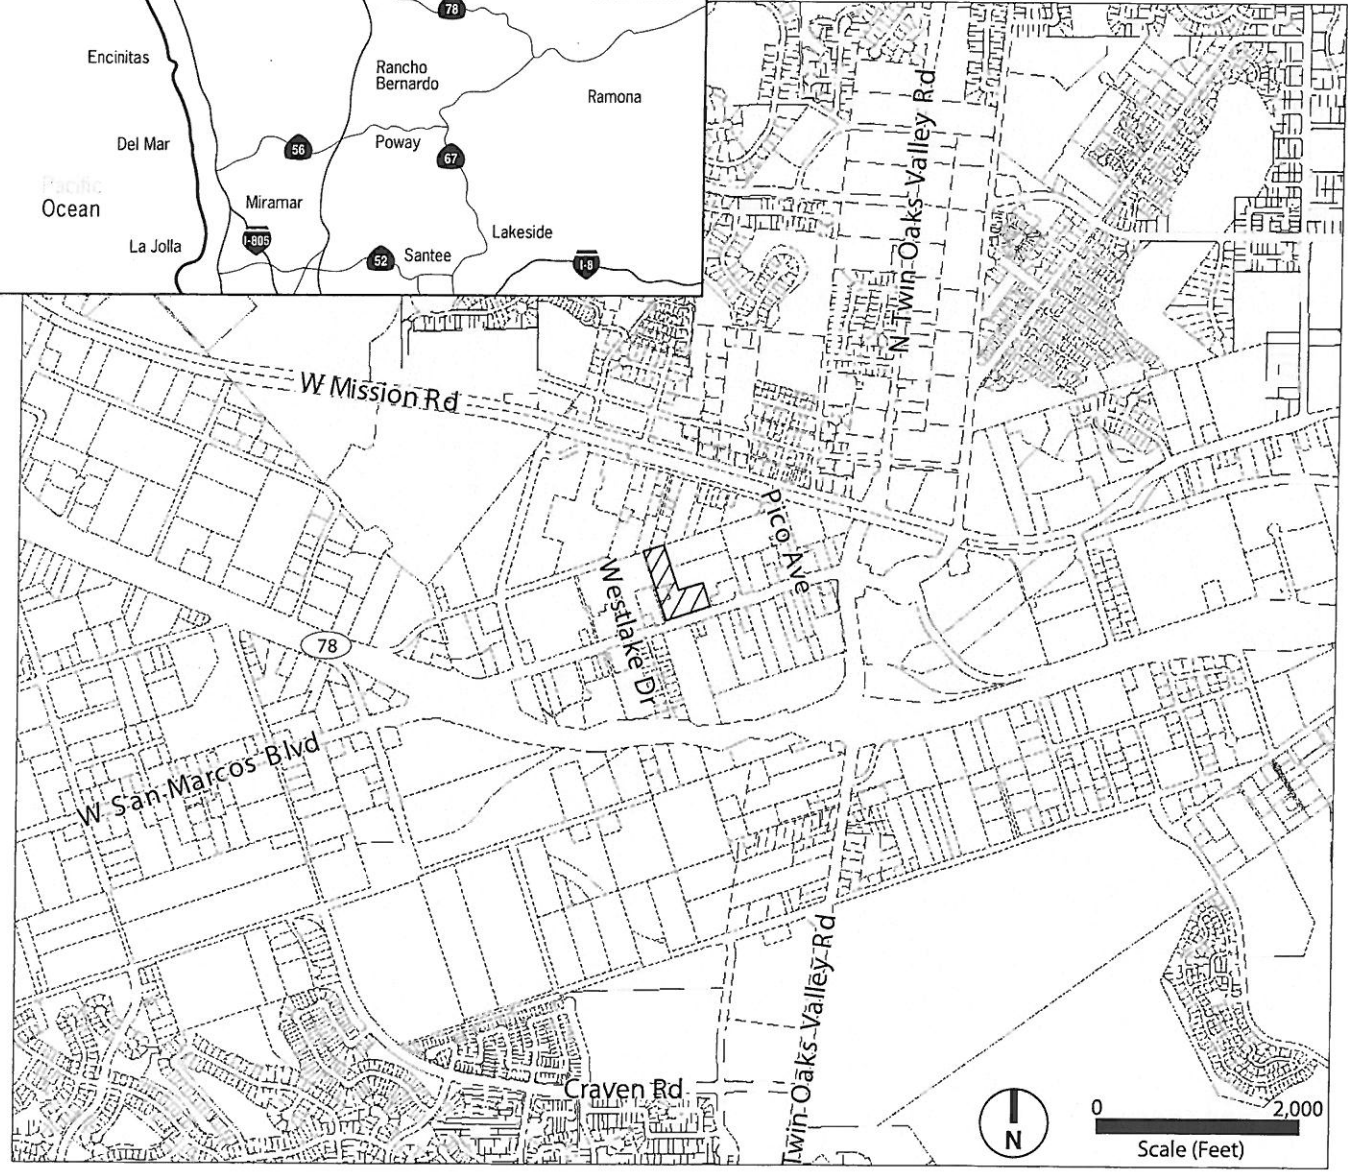 78
Encinitas
Rancho
Bernardo
Ramona
Del Mar
56
Poway
67
Pacific
Ocean
Miramar
La Jolla
I-805
52
Santee
Lakeside
I-8
N Twin Oaks Valley Rd
W Mission Rd
Pico Ave
Westlake Dr
78
W San Marcos Blvd
Twin Oaks Valley Rd
Craven Rd
N
0 2,000
Scale (Feet)